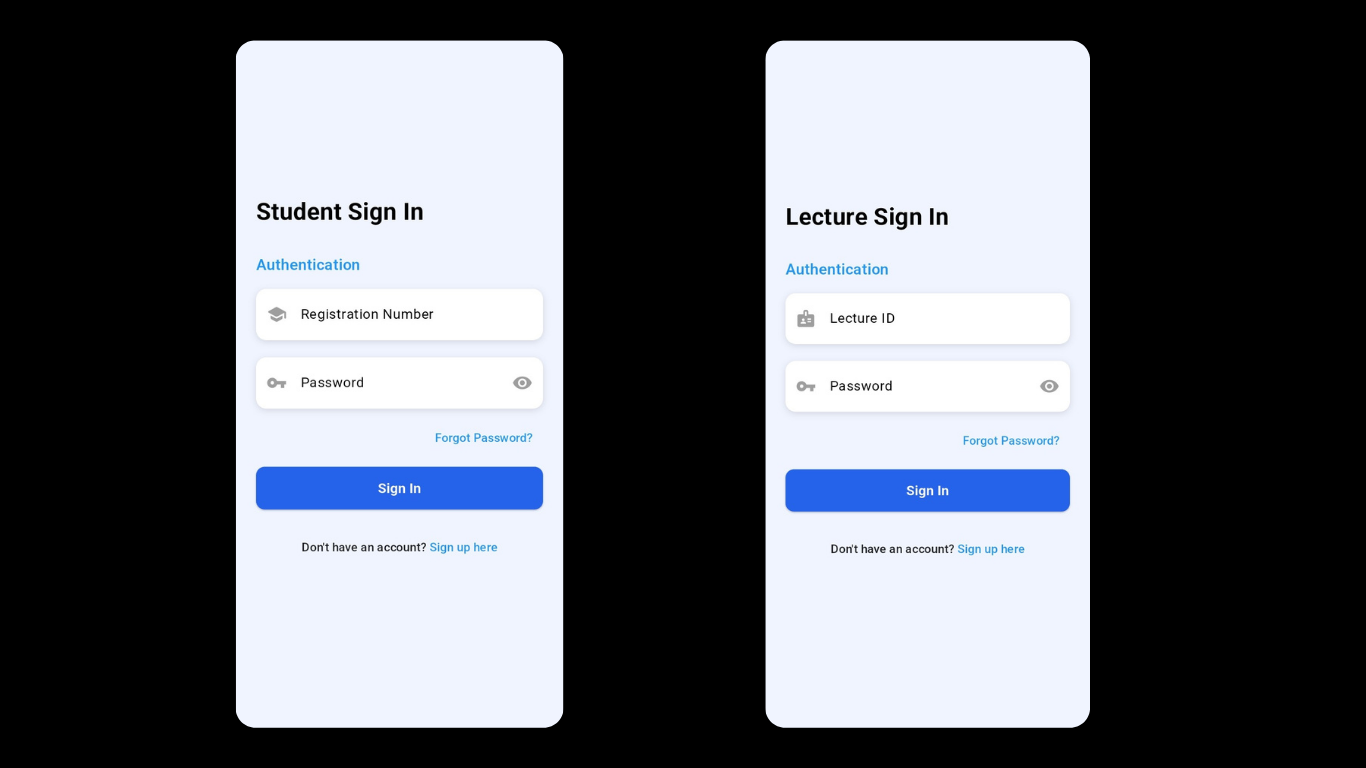 Student Sign In
Authentication
Registration Number
Password
Forgot Password?
Sign In
Don't have an account? Sign up here
Lecture Sign In
Authentication
Lecture ID
Password
Forgot Password?
Sign In
Don't have an account? Sign up here